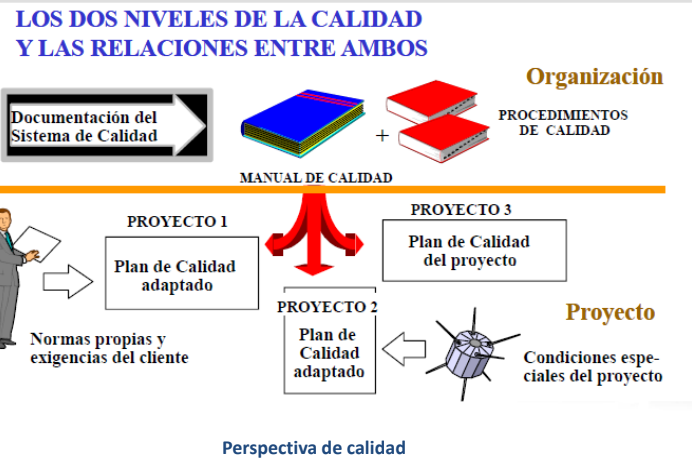 LOS DOS NIVELES DE LA CALIDAD
Y LAS RELACIONES ENTRE AMBOS
Organización
Documentación del
Sistema de Calidad
+
PROCEDIMIENTOS
DE CALIDAD
MANUAL DE CALIDAD
PROYECTO 1
Plan de Calidad
adaptado
PROYECTO 3
Plan de Calidad
del proyecto
PROYECTO 2
Plan de
Calidad
adaptado
Proyecto
Normas propias y
exigencias del cliente
Condiciones espe-
ciales del proyecto
Perspectiva de calidad